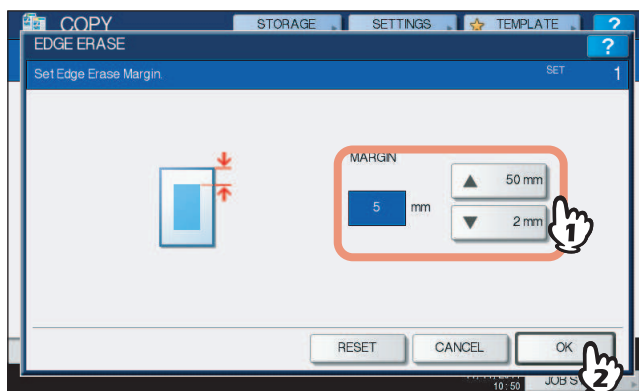 COPY STORAGE SETTINGS TEMPLATE ?
EDGE ERASE ?
Set Edge Erase Margin. SET 1
MARGIN
▲ 50 mm
5 mm
▼ 2 mm
1
RESET CANCEL OK
2
10:50 JOB S